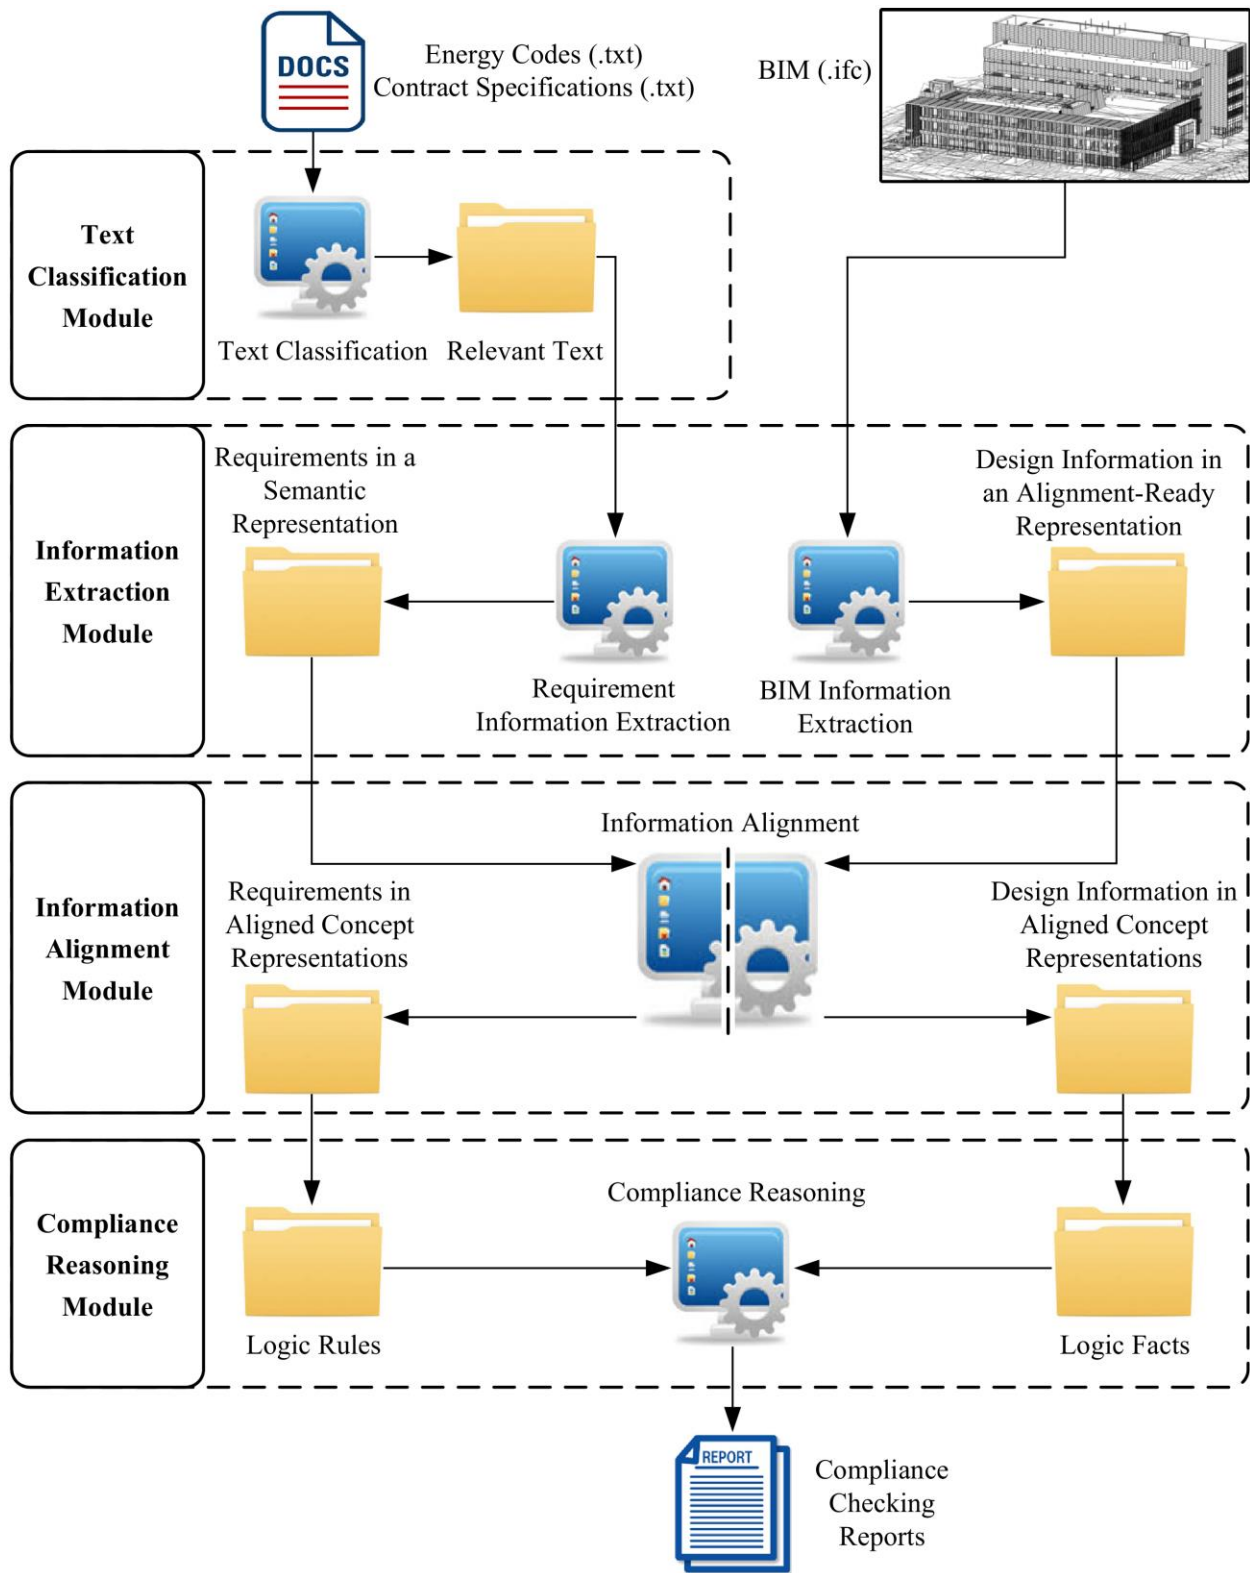 DOCS
Energy Codes (.txt)
Contract Specifications (.txt)
BIM (.ifc)
Text
Classification
Module
Text Classification
Relevant Text
Information
Extraction
Module
Requirements in a
Semantic
Representation
Design Information in
an Alignment-Ready
Representation
Requirement
Information Extraction
BIM Information
Extraction
Information
Alignment
Module
Information Alignment
Requirements in
Aligned Concept
Representations
Design Information in
Aligned Concept
Representations
Compliance
Reasoning
Module
Compliance Reasoning
Logic Rules
Logic Facts
REPORT
Compliance
Checking
Reports